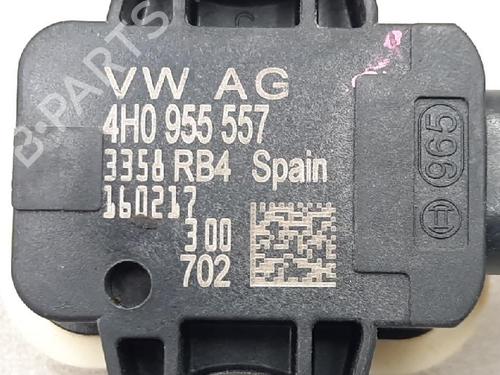 VW AG
4H0 955 557
3358 RB4 Spain
160217
300
702
965
B-PARTS